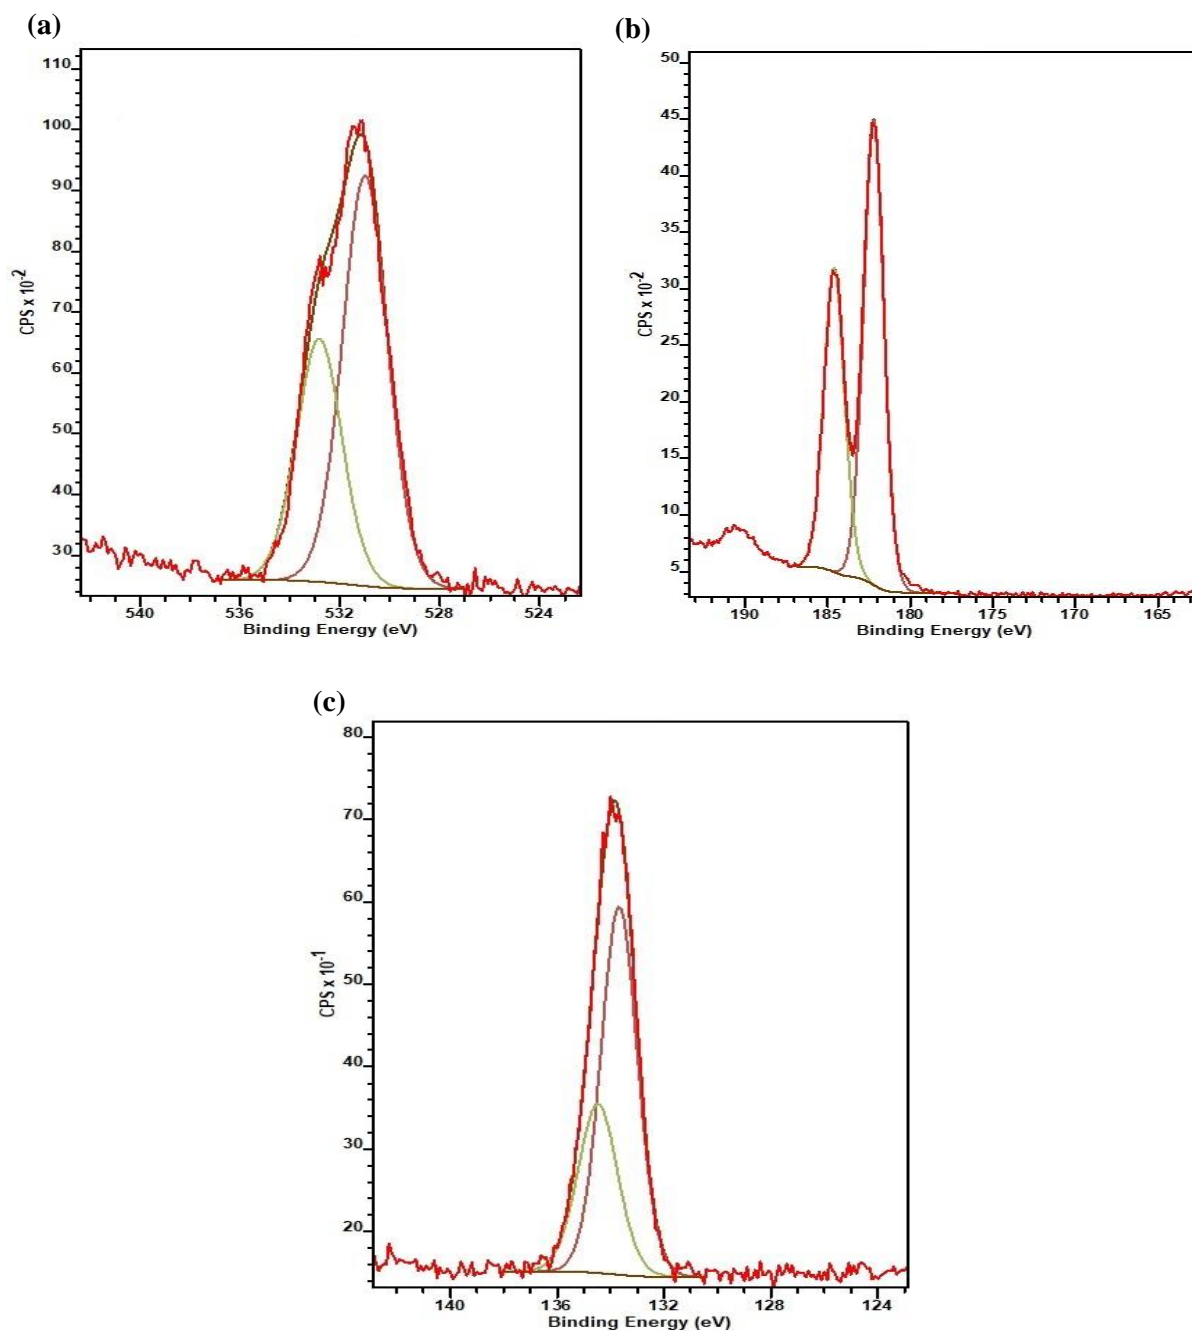 (a)
110
100
90
80
70
60
50
40
30
CPS x 10-2
540 536 532 528 524
Binding Energy (eV)
(b)
50
45
40
35
30
25
20
15
10
5
CPS x 10-2
190 185 180 175 170 165
Binding Energy (eV)
(c)
80
70
60
50
40
30
20
CPS x 10-1
140 136 132 128 124
Binding Energy (eV)